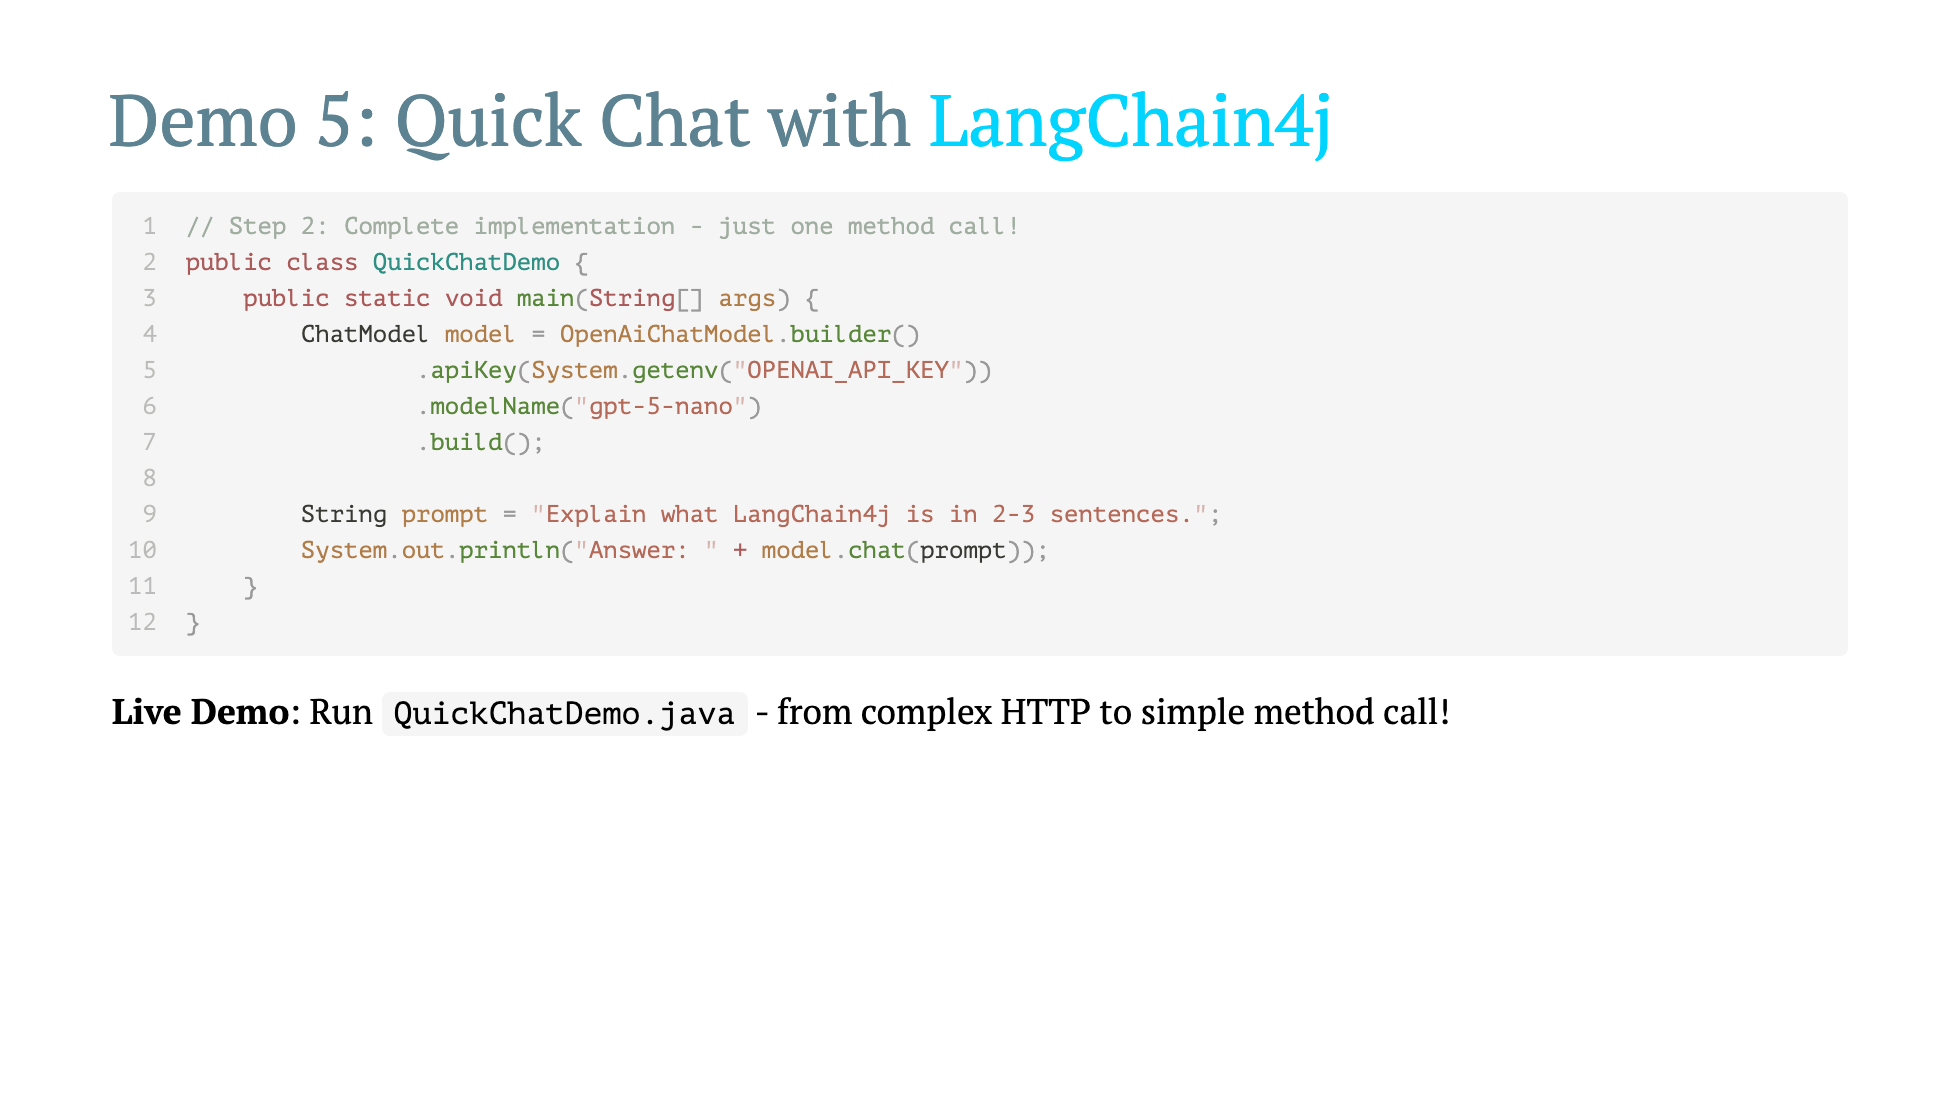 Demo 5: Quick Chat with LangChain4j
1 // Step 2: Complete implementation - just one method call!
2 public class QuickChatDemo {
3     public static void main(String[] args) {
4         ChatModel model = OpenAiChatModel.builder()
5                 .apiKey(System.getenv("OPENAI_API_KEY"))
6                 .modelName("gpt-5-nano")
7                 .build();
8
9         String prompt = "Explain what LangChain4j is in 2-3 sentences.";
10         System.out.println("Answer: " + model.chat(prompt));
11     }
12 }
Live Demo: Run QuickChatDemo.java - from complex HTTP to simple method call!